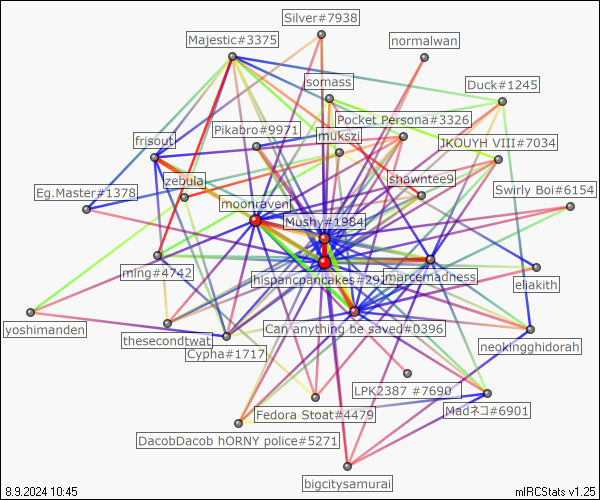 Silver#7938
Majestic#3375
normalwan
somass
Duck#1245
Pocket Persona#3326
Pikabro#9971
mukszi
frisout
JKOUYH VIII#7034
zebula
shawntee9
Eg.Master#1378
Swirly Boi#6154
moonraven
Mushy#1984
ming#4742
hispancpancakes#292
marcemadness
eliakith
yoshimanden
thesecondtwat
Can anything be saved#0396
Cypha#1717
neokingghidorah
LPK2387 #7690
Fedora Stoat#4479
Madネコ#6901
DacobDacob hORNY police#5271
bigcitysamurai
8.9.2024 10:45
mIRCStats v1.25